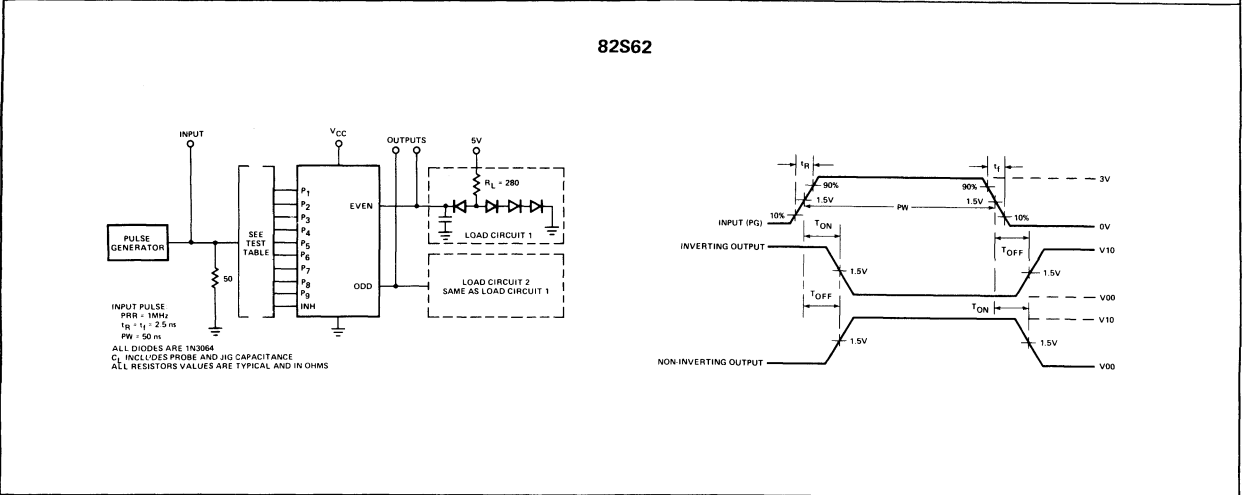 82S62
INPUT
VCC
OUTPUTS
5V
RL = 280
P1
P2
P3
P4
P5
P6
P7
P8
P9
INH
EVEN
ODD
SEE
TEST
TABLE
PULSE
GENERATOR
50
LOAD CIRCUIT 1
LOAD CIRCUIT 2
SAME AS LOAD CIRCUIT 1
INPUT PULSE
PRR = 1MHz
tR = tf = 2.5 ns
PW = 50 ns
ALL DIODES ARE 1N3064
CL INCLUDES PROBE AND JIG CAPACITANCE
ALL RESISTORS VALUES ARE TYPICAL AND IN OHMS
tR
tf
3V
90%
90%
1.5V
1.5V
PW
10%
10%
INPUT (PG)
0V
TON
INVERTING OUTPUT
TOFF
V10
1.5V
1.5V
V00
TOFF
TON
V10
1.5V
1.5V
NON-INVERTING OUTPUT
V00